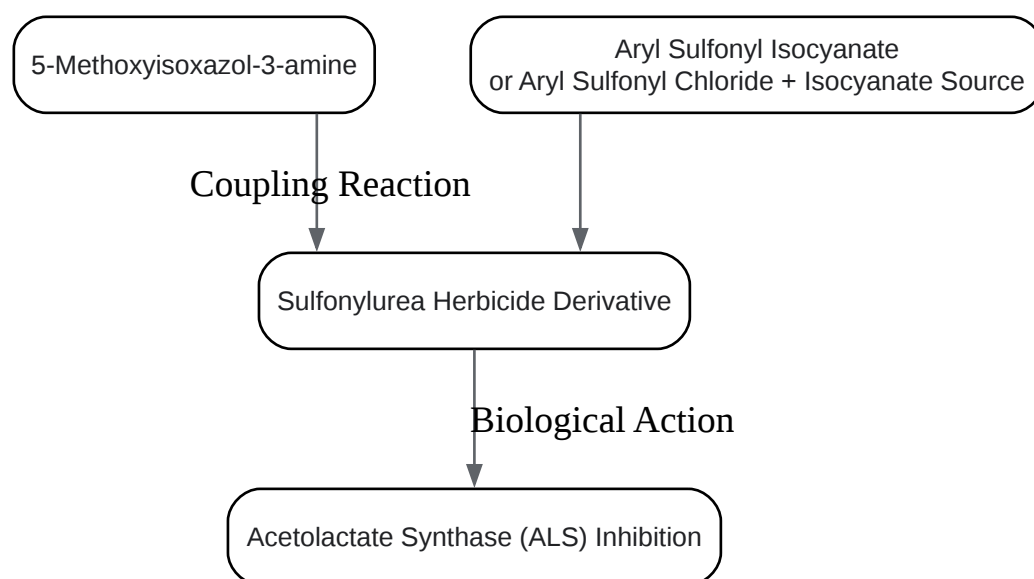 5-Methoxyisoxazol-3-amine
Aryl Sulfonyl Isocyanate
or Aryl Sulfonyl Chloride + Isocyanate Source
Coupling Reaction
Sulfonylurea Herbicide Derivative
Biological Action
Acetolactate Synthase (ALS) Inhibition